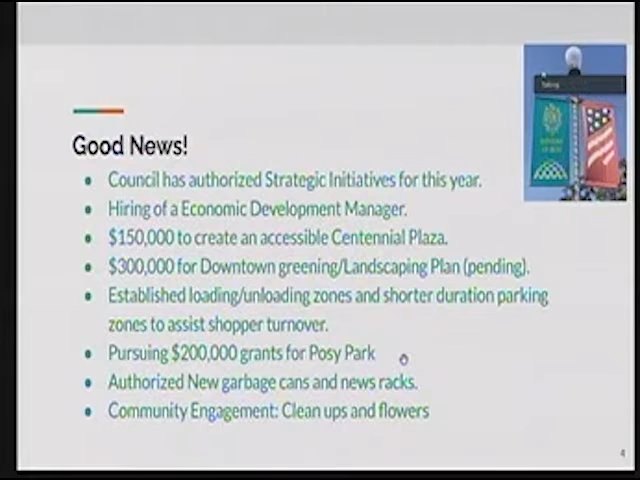 Good News!
Council has authorized Strategic Initiatives for this year.
Hiring of a Economic Development Manager.
$150,000 to create an accessible Centennial Plaza.
$300,000 for Downtown greening/Landscaping Plan (pending).
Established loading/unloading zones and shorter duration parking
zones to assist shopper turnover.
Pursuing $200,000 grants for Posy Park
Authorized New garbage cans and news racks.
Community Engagement: Clean ups and flowers
4